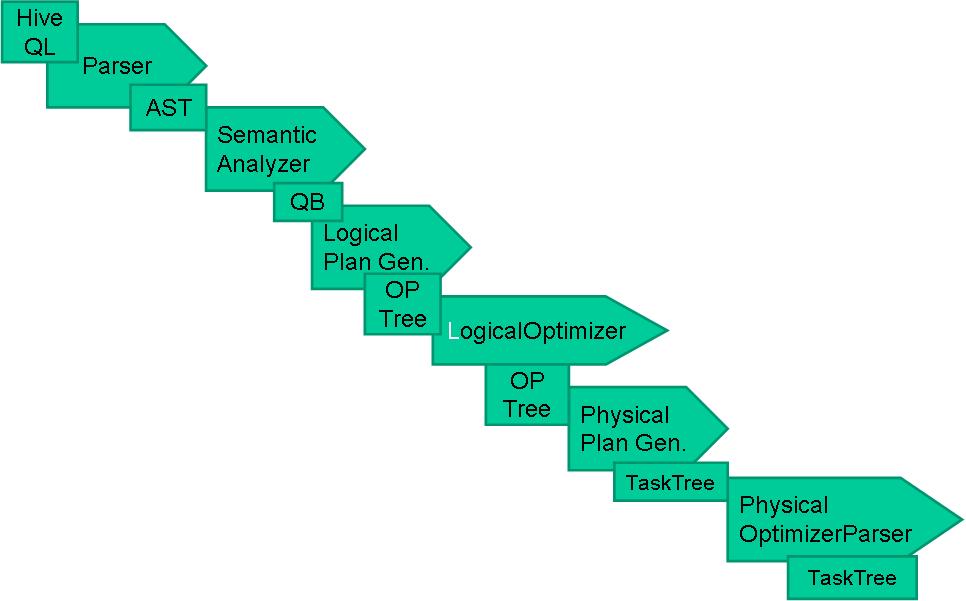 Hive
QL
Parser
AST
Semantic
Analyzer
QB
Logical
Plan Gen.
OP
Tree
LogicalOptimizer
OP
Tree
Physical
Plan Gen.
TaskTree
Physical
OptimizerParser
TaskTree